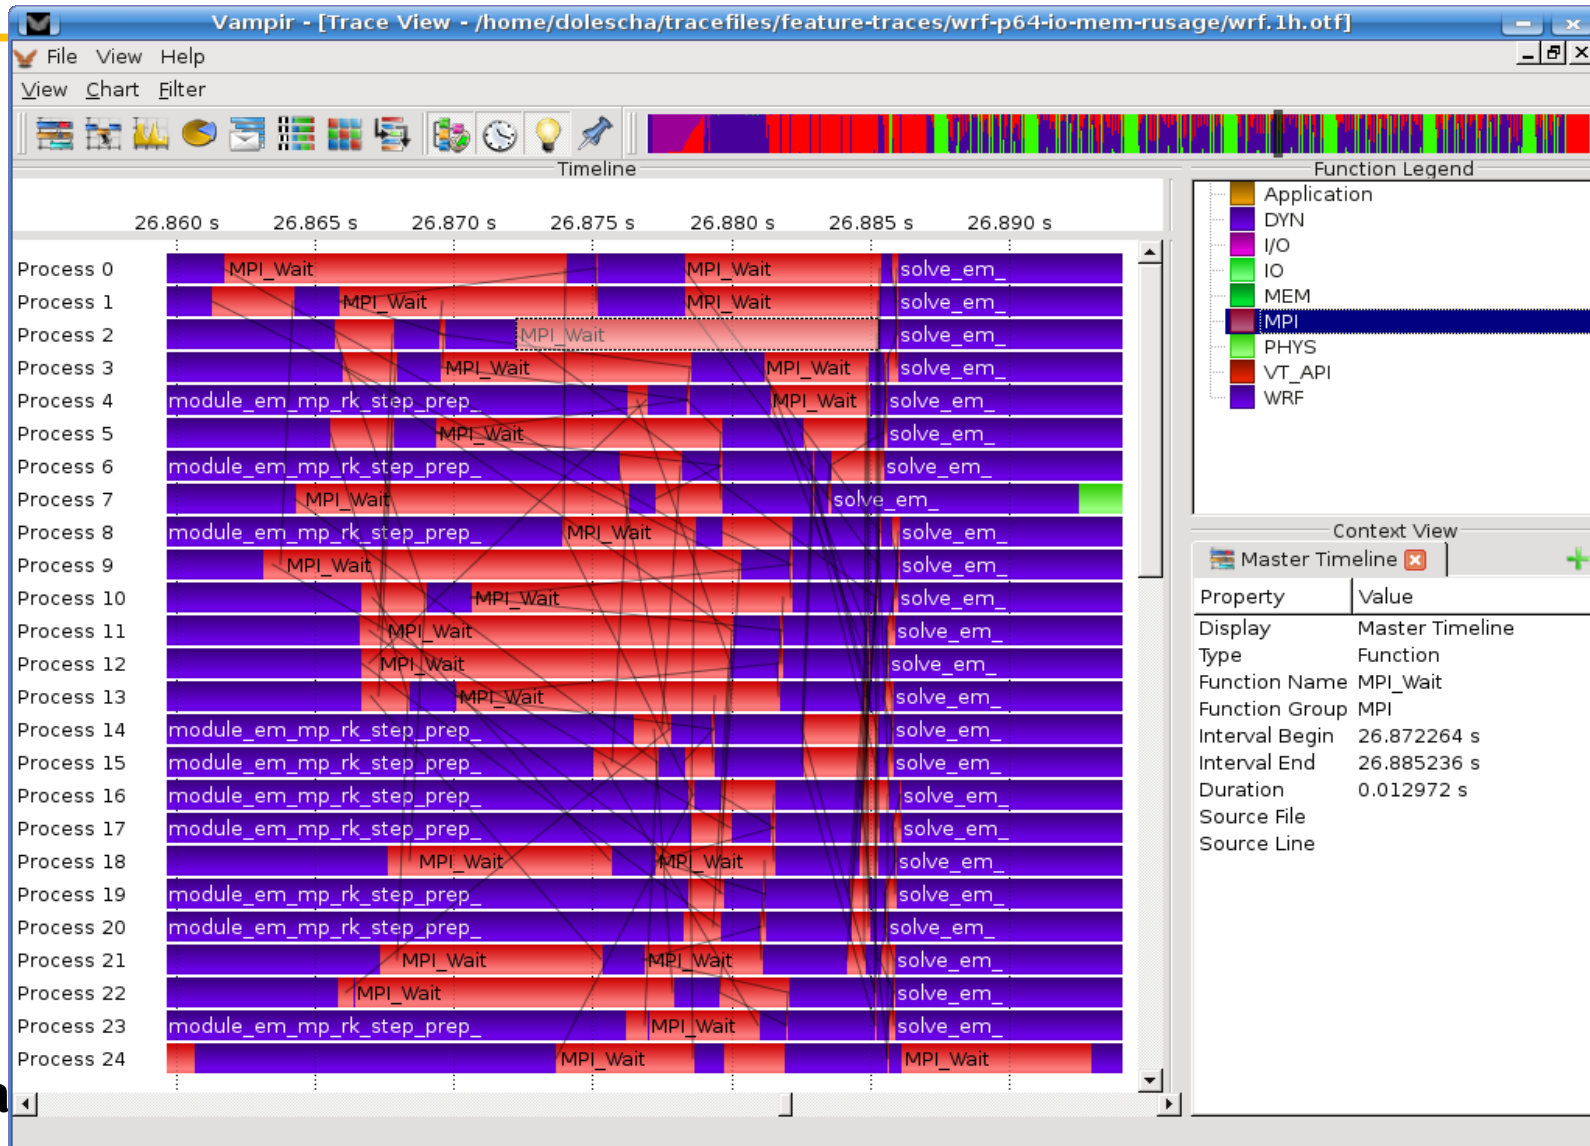 Vampir - [Trace View - /home/dolescha/tracefiles/feature-traces/wrf-p64-io-mem-rusage/wrf.1h.otf]
File View Help
View Chart Filter
Timeline
26.860 s 26.865 s 26.870 s 26.875 s 26.880 s 26.885 s 26.890 s
Process 0 MPI_Wait MPI_Wait solve_em_
Process 1 MPI_Wait MPI_Wait solve_em_
Process 2 MPI_Wait solve_em_
Process 3 MPI_Wait MPI_Wait solve_em_
Process 4 module_em_mp_rk_step_prep_ MPI_Wait solve_em_
Process 5 MPI_Wait solve_em_
Process 6 module_em_mp_rk_step_prep_ solve_em_
Process 7 MPI_Wait solve_em_
Process 8 module_em_mp_rk_step_prep_ MPI_Wait solve_em_
Process 9 MPI_Wait solve_em_
Process 10 MPI_Wait solve_em_
Process 11 MPI_Wait solve_em_
Process 12 MPI_Wait solve_em_
Process 13 MPI_Wait solve_em_
Process 14 module_em_mp_rk_step_prep_ solve_em_
Process 15 module_em_mp_rk_step_prep_ solve_em_
Process 16 module_em_mp_rk_step_prep_ solve_em_
Process 17 module_em_mp_rk_step_prep_ solve_em_
Process 18 MPI_Wait MPI_Wait solve_em_
Process 19 module_em_mp_rk_step_prep_ solve_em_
Process 20 module_em_mp_rk_step_prep_ solve_em_
Process 21 MPI_Wait MPI_Wait solve_em_
Process 22 MPI_Wait solve_em_
Process 23 module_em_mp_rk_step_prep_ MPI_Wait solve_em_
Process 24 MPI_Wait MPI_Wait
Function Legend
Application
DYN
I/O
IO
MEM
MPI
PHYS
VT_API
WRF
Context View
Master Timeline
Property Value
Display Master Timeline
Type Function
Function Name MPI_Wait
Function Group MPI
Interval Begin 26.872264 s
Interval End 26.885236 s
Duration 0.012972 s
Source File
Source Line